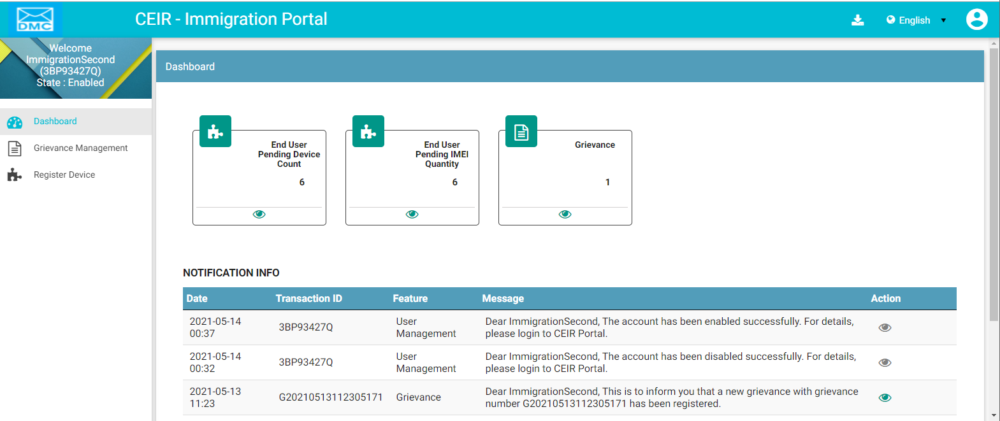 DMC
CEIR - Immigration Portal
English
Welcome
ImmigrationSecond
(3BP93427Q)
State : Enabled
Dashboard
Grievance Management
Register Device
Dashboard
End User
Pending Device
Count
6
End User
Pending IMEI
Quantity
6
Grievance
1
NOTIFICATION INFO
Date Transaction ID Feature Message Action
2021-05-14
00:37
3BP93427Q
User
Management
Dear ImmigrationSecond, The account has been enabled successfully. For details,
please login to CEIR Portal.
2021-05-14
00:32
3BP93427Q
User
Management
Dear ImmigrationSecond, The account has been disabled successfully. For details,
please login to CEIR Portal.
2021-05-13
11:23
G20210513112305171
Grievance
Dear ImmigrationSecond, This is to inform you that a new grievance with grievance
number G20210513112305171 has been registered.